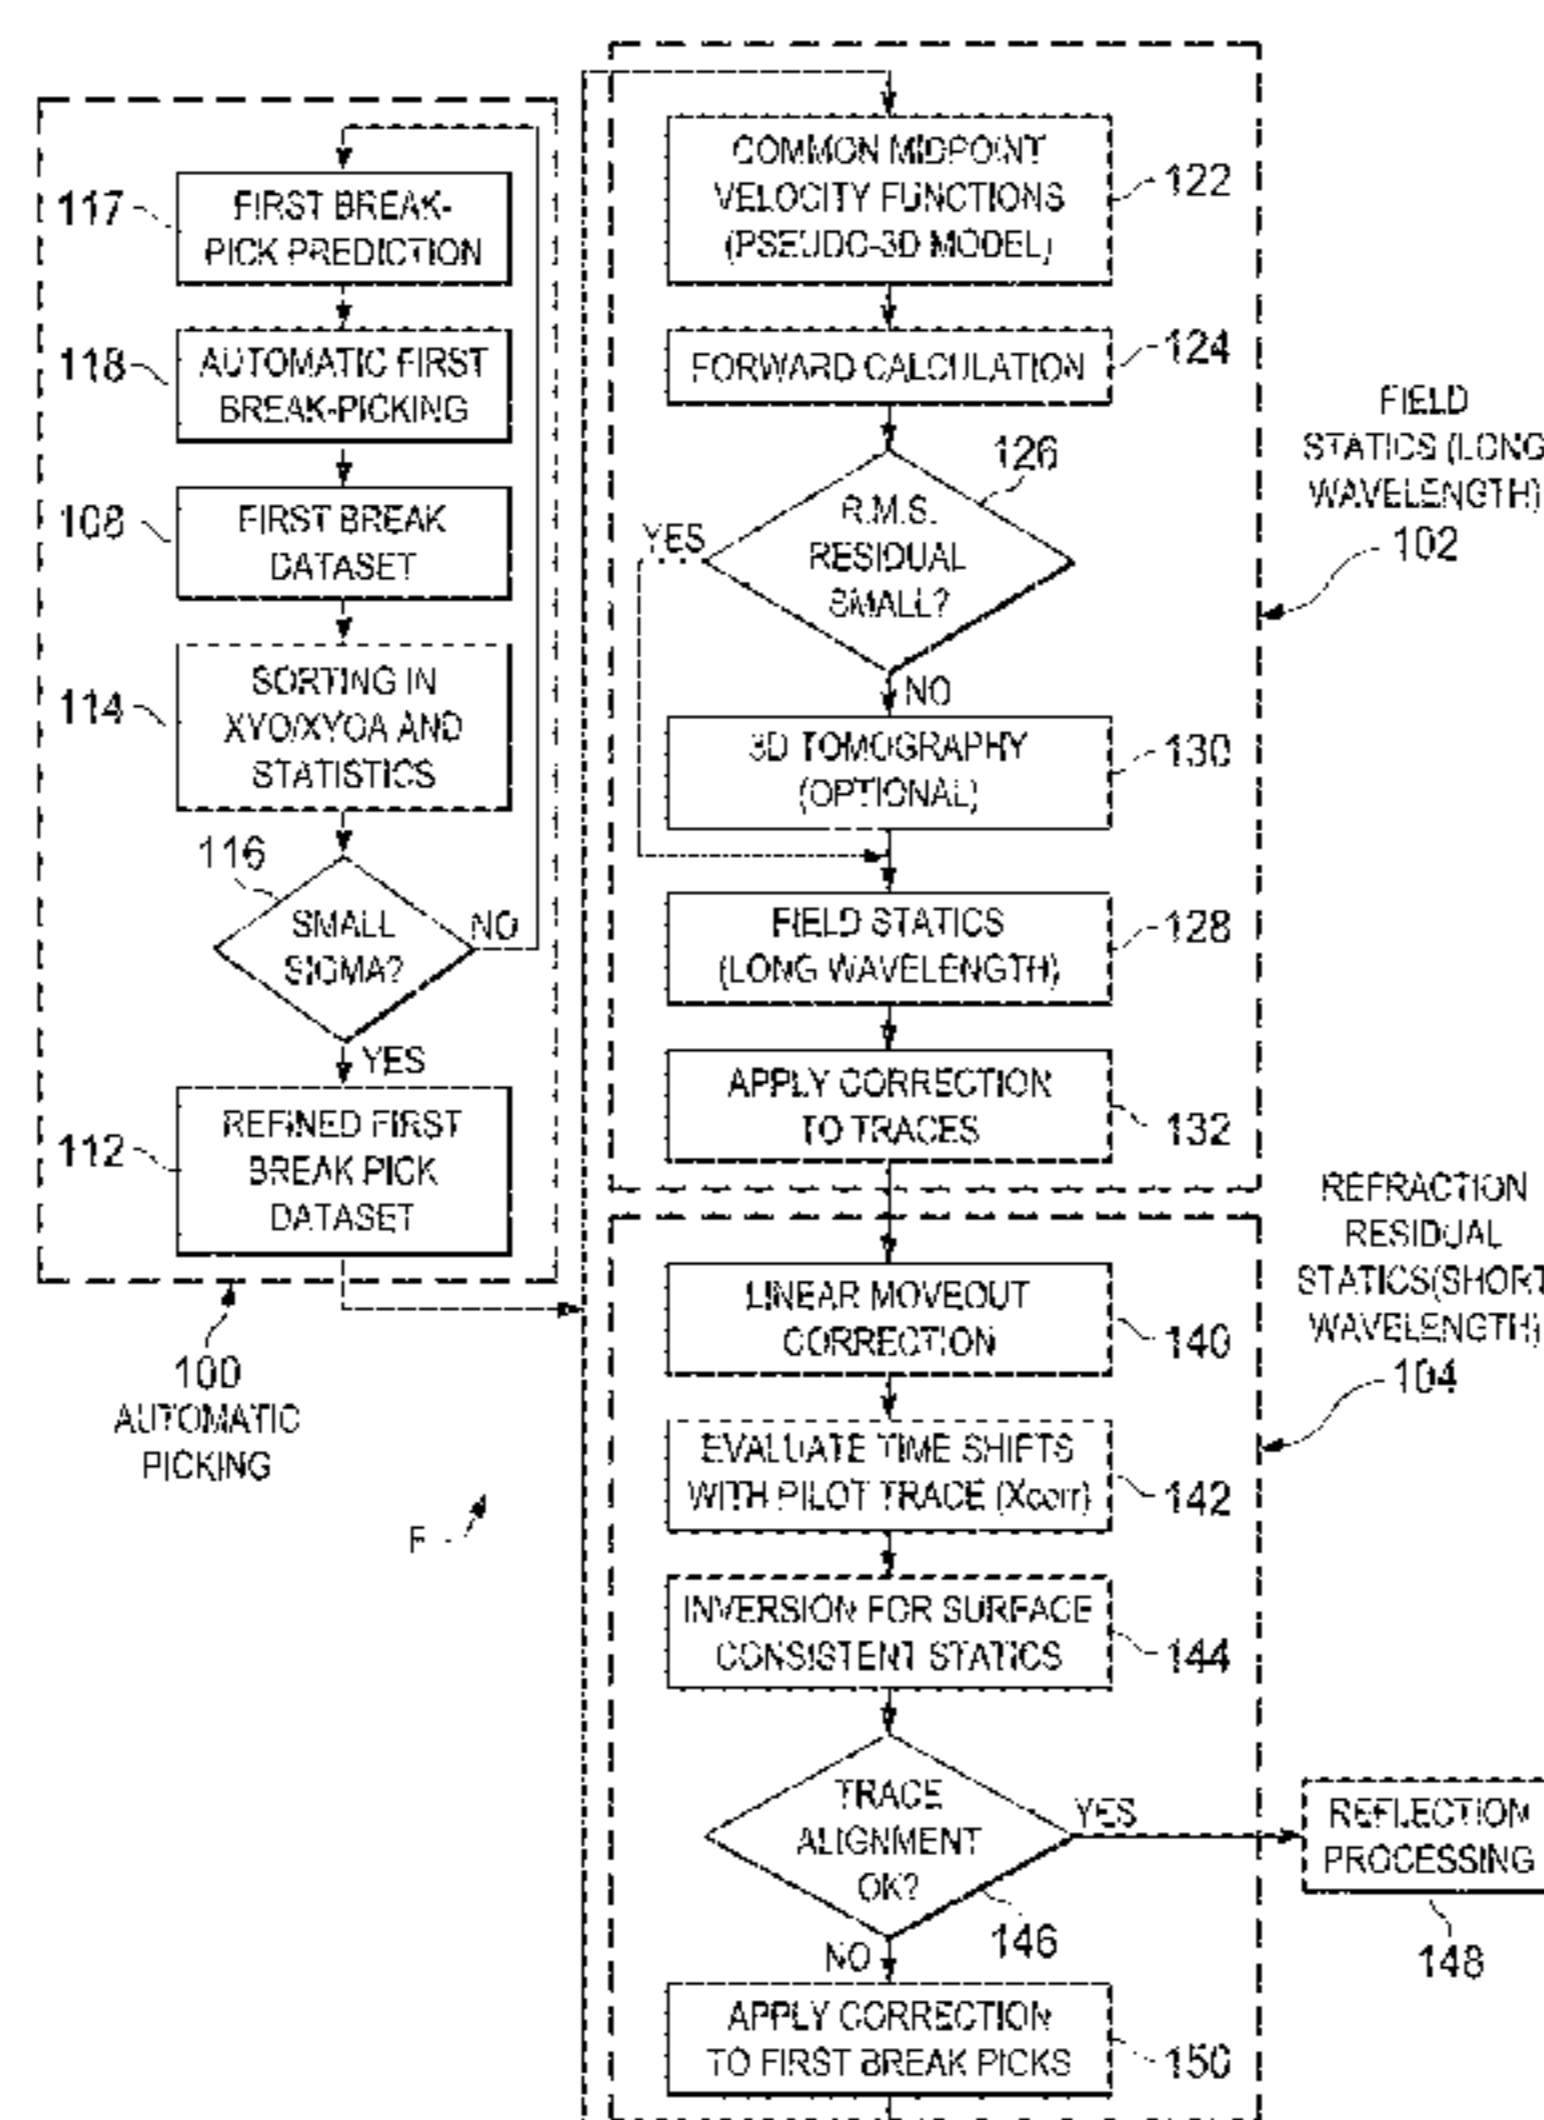 117
FIRST BREAK-
PICK PREDICTION
118
AUTOMATIC FIRST
BREAK-PICKING
108
FIRST BREAK
DATASET
114
SORTING IN
XYO/XYOA AND
STATISTICS
116
SMALL
SIGMA?
NO
YES
112
REFINED FIRST
BREAK PICK
DATASET
100
AUTOMATIC
PICKING
F
COMMON MIDPOINT
VELOCITY FUNCTIONS
(PSEUDO-3D MODEL)
122
FORWARD CALCULATION
124
126
R.M.S.
RESIDUAL
SMALL?
YES
NO
3D TOMOGRAPHY
(OPTIONAL)
130
FIELD STATICS
(LONG WAVELENGTH)
128
APPLY CORRECTION
TO TRACES
132
FIELD
STATICS (LONG
WAVELENGTH)
102
LINEAR MOVEOUT
CORRECTION
140
EVALUATE TIME SHIFTS
WITH PILOT TRACE (Xcorr)
142
INVERSION FOR SURFACE
CONSISTENT STATICS
144
TRACE
ALIGNMENT
OK?
YES
146
NO
APPLY CORRECTION
TO FIRST BREAK PICKS
150
REFRACTION
RESIDUAL
STATICS(SHORT
WAVELENGTH)
104
REFLECTION
PROCESSING
148